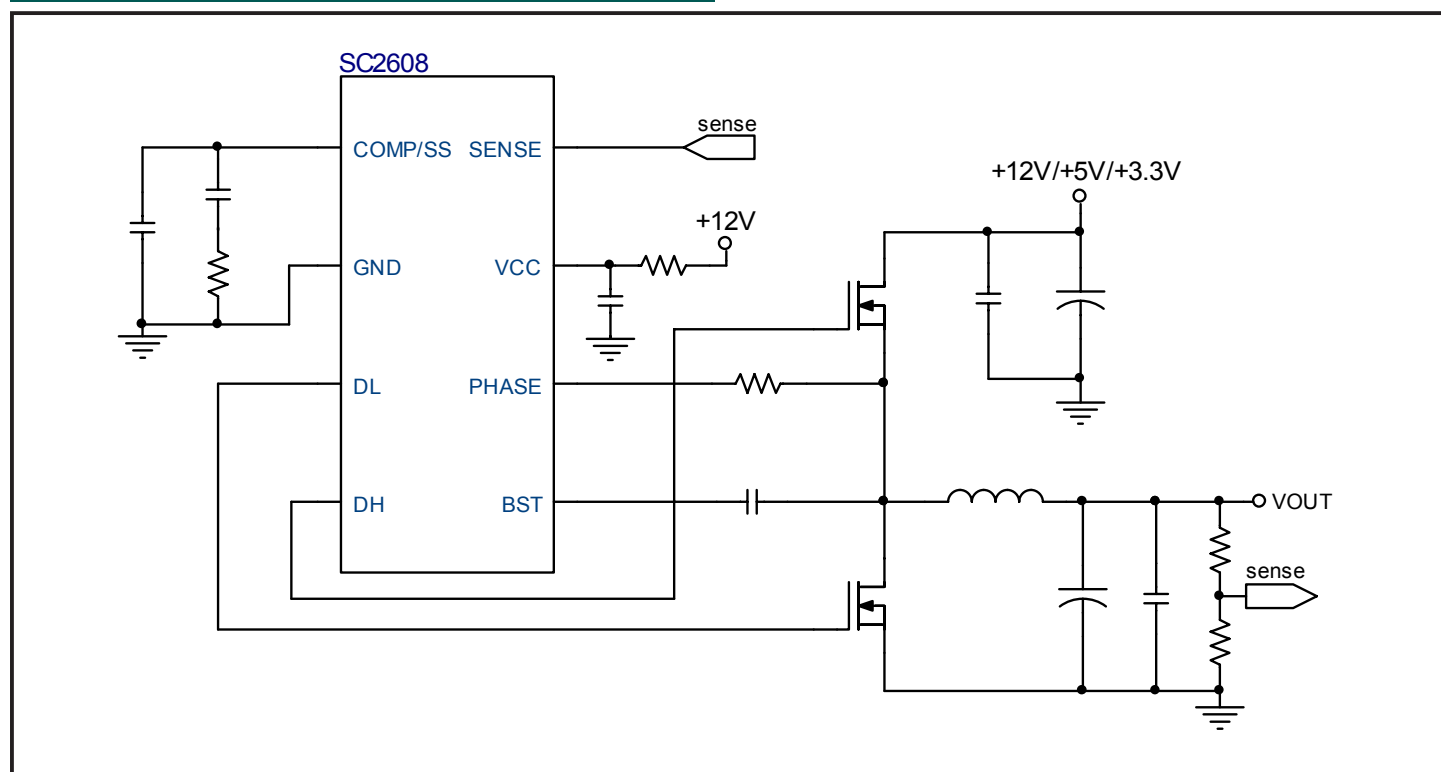 SC2608
COMP/SS SENSE
sense
+12V/+5V/+3.3V
+12V
GND VCC
DL PHASE
DH BST
VOUT
sense